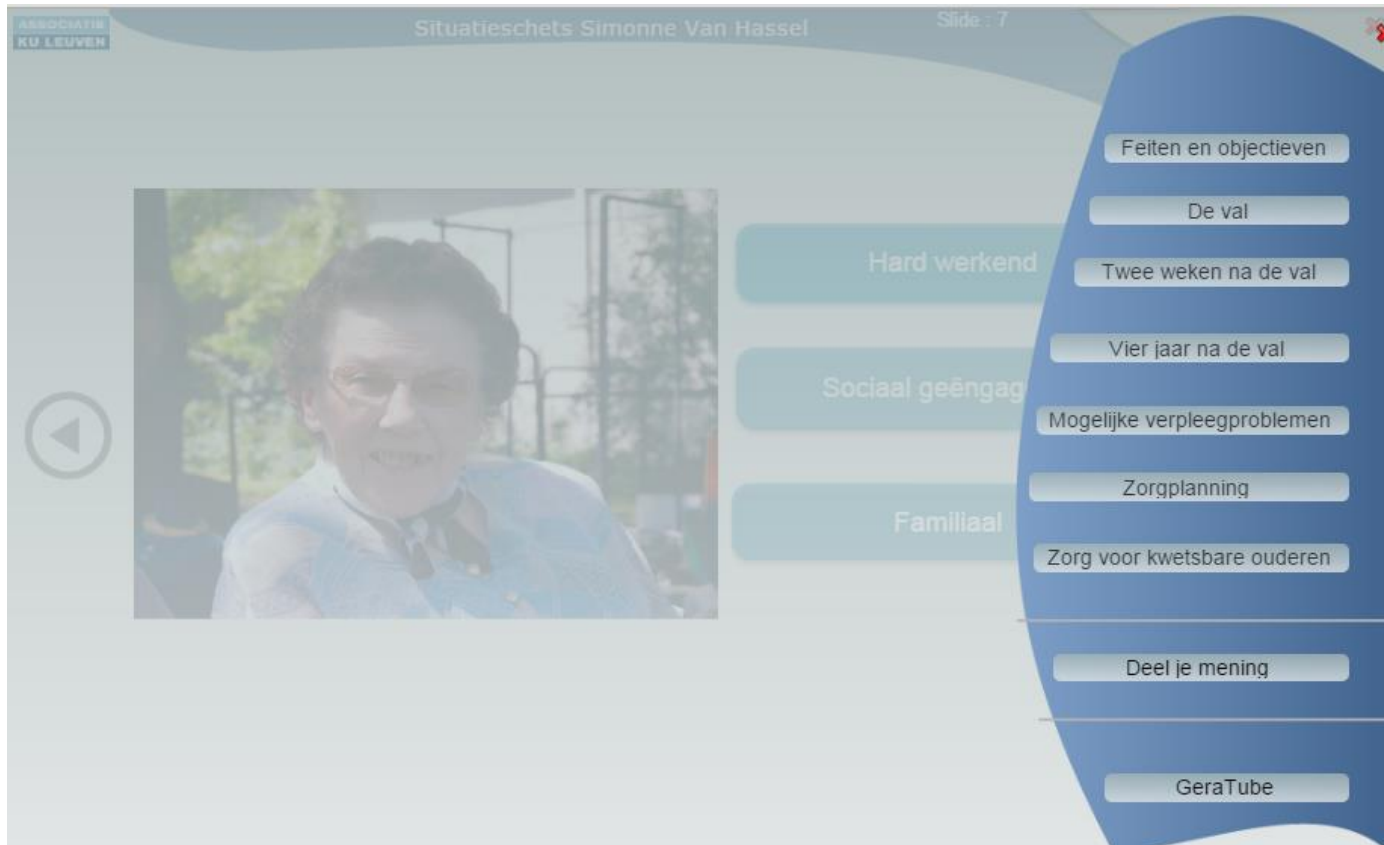 ASSOCIATIE
KU LEUVEN
Situatieschets Simonne Van Hassel
Slide : 7
Hard werkend
Sociaal geëngag
Familiaal
Feiten en objectieven
De val
Twee weken na de val
Vier jaar na de val
Mogelijke verpleegproblemen
Zorgplanning
Zorg voor kwetsbare ouderen
Deel je mening
GeraTube